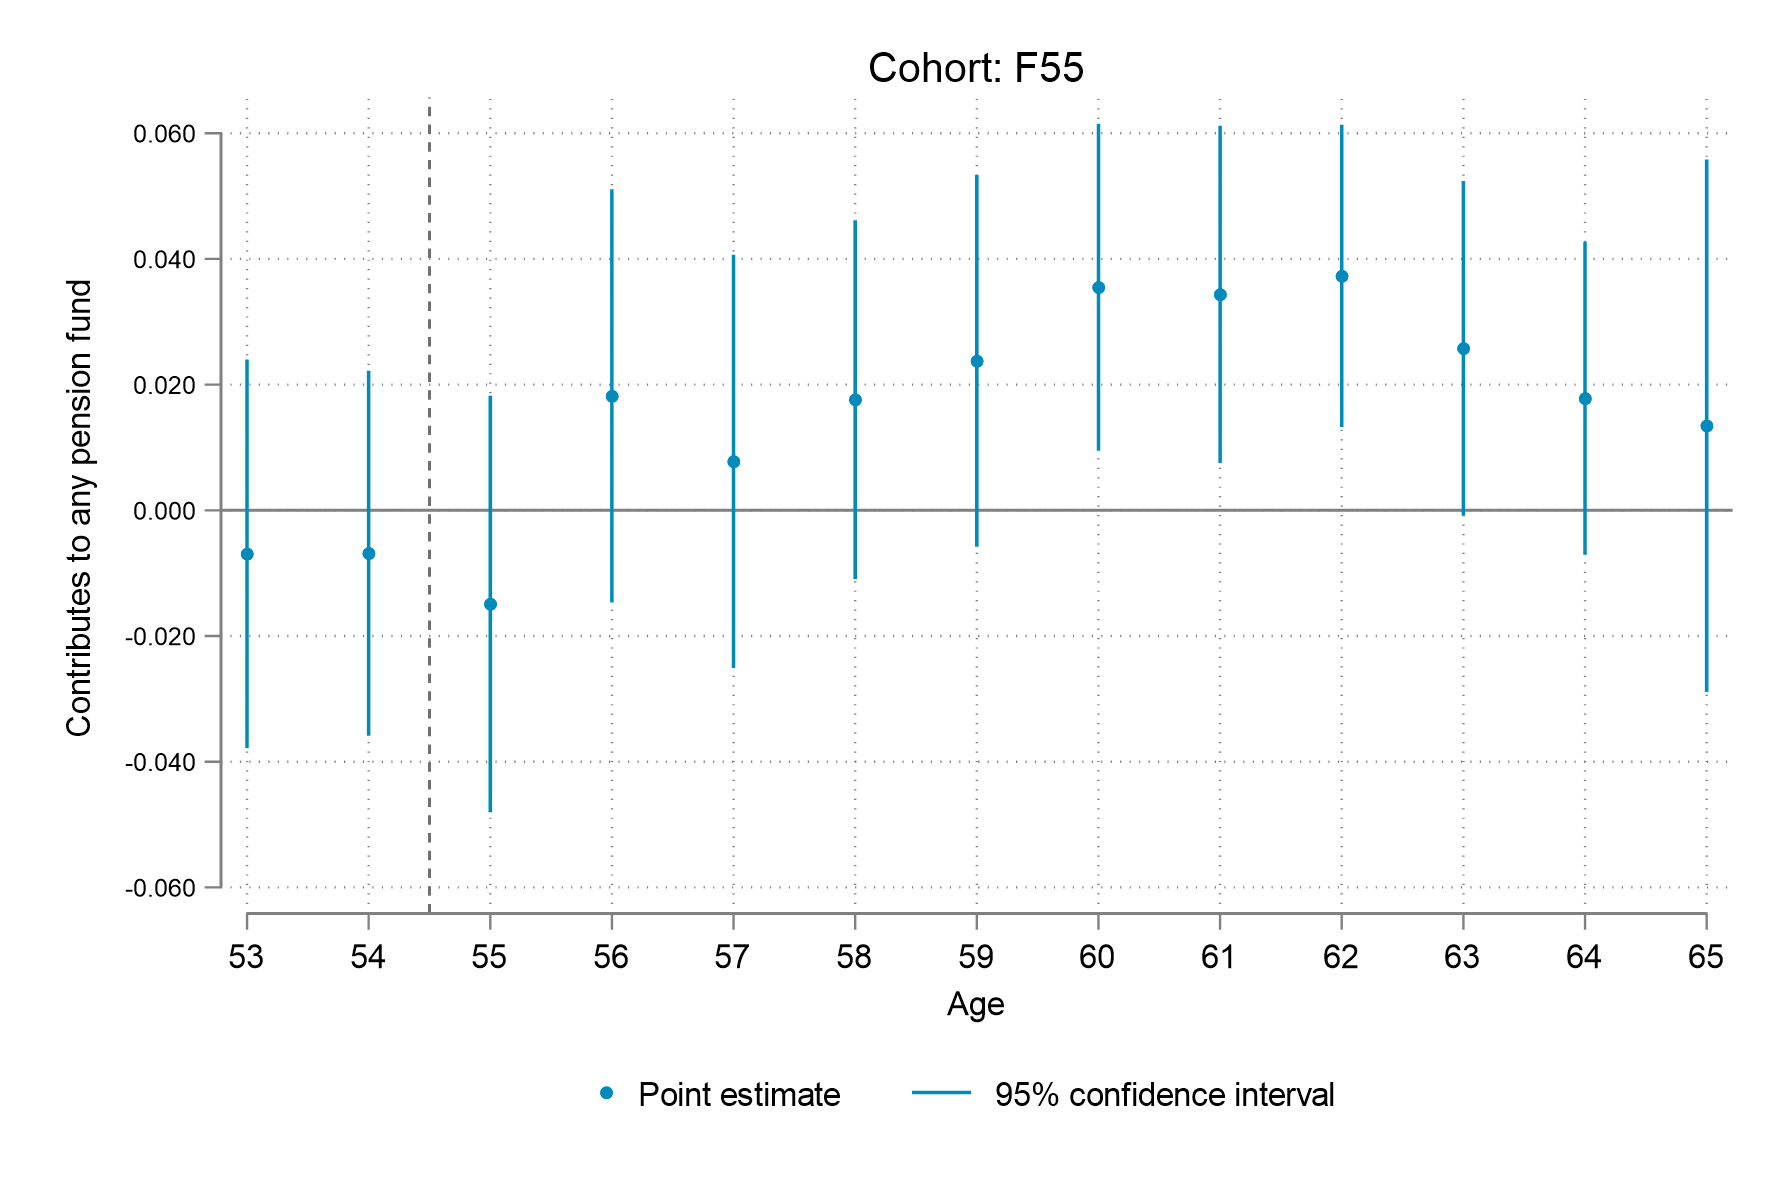 Cohort: F55
Contributes to any pension fund
0.060
0.040
0.020
0.000
-0.020
-0.040
-0.060
53 54 55 56 57 58 59 60 61 62 63 64 65
Age
Point estimate 95% confidence interval